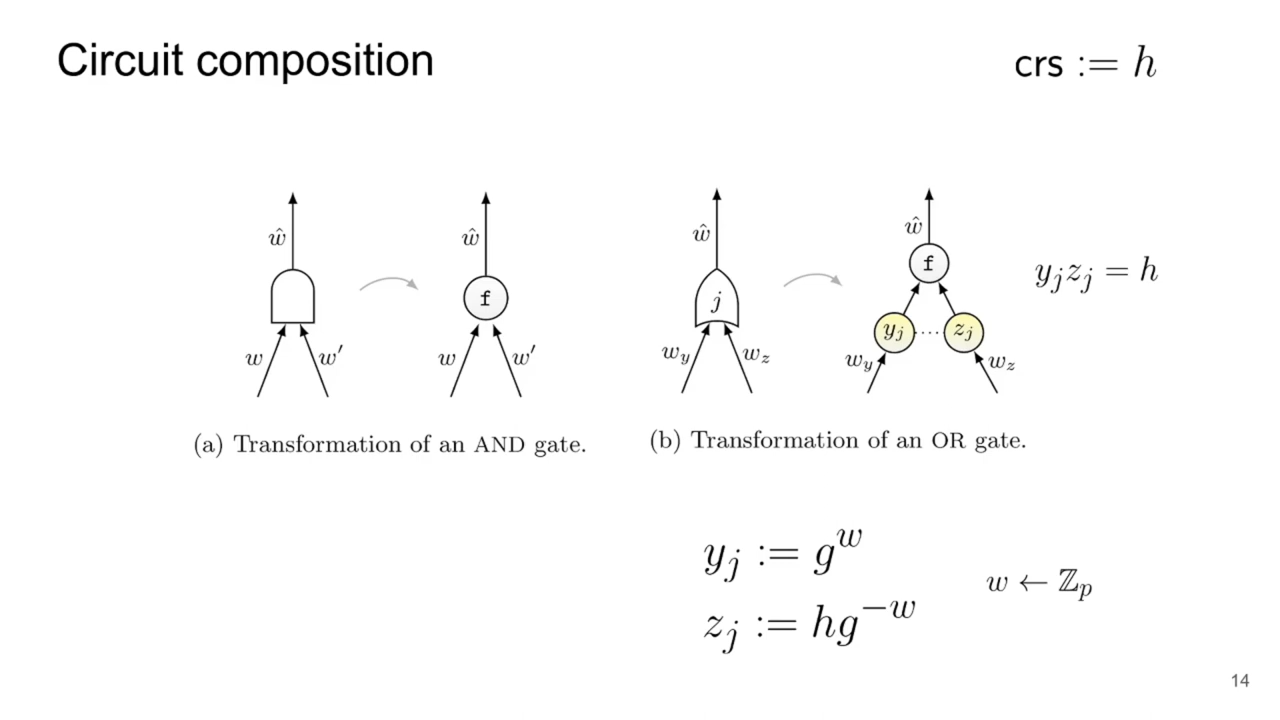 Circuit composition
crs := h
ŵ ŵ ŵ ŵ
f
f
j
y_j z_j = h
y_j ..... z_j
w w′ w w′ w_y w_z w_y w_z
(a) Transformation of an AND gate.
(b) Transformation of an OR gate.
y_j := g^w
w ← ℤ_p
z_j := hg^{−w}
14